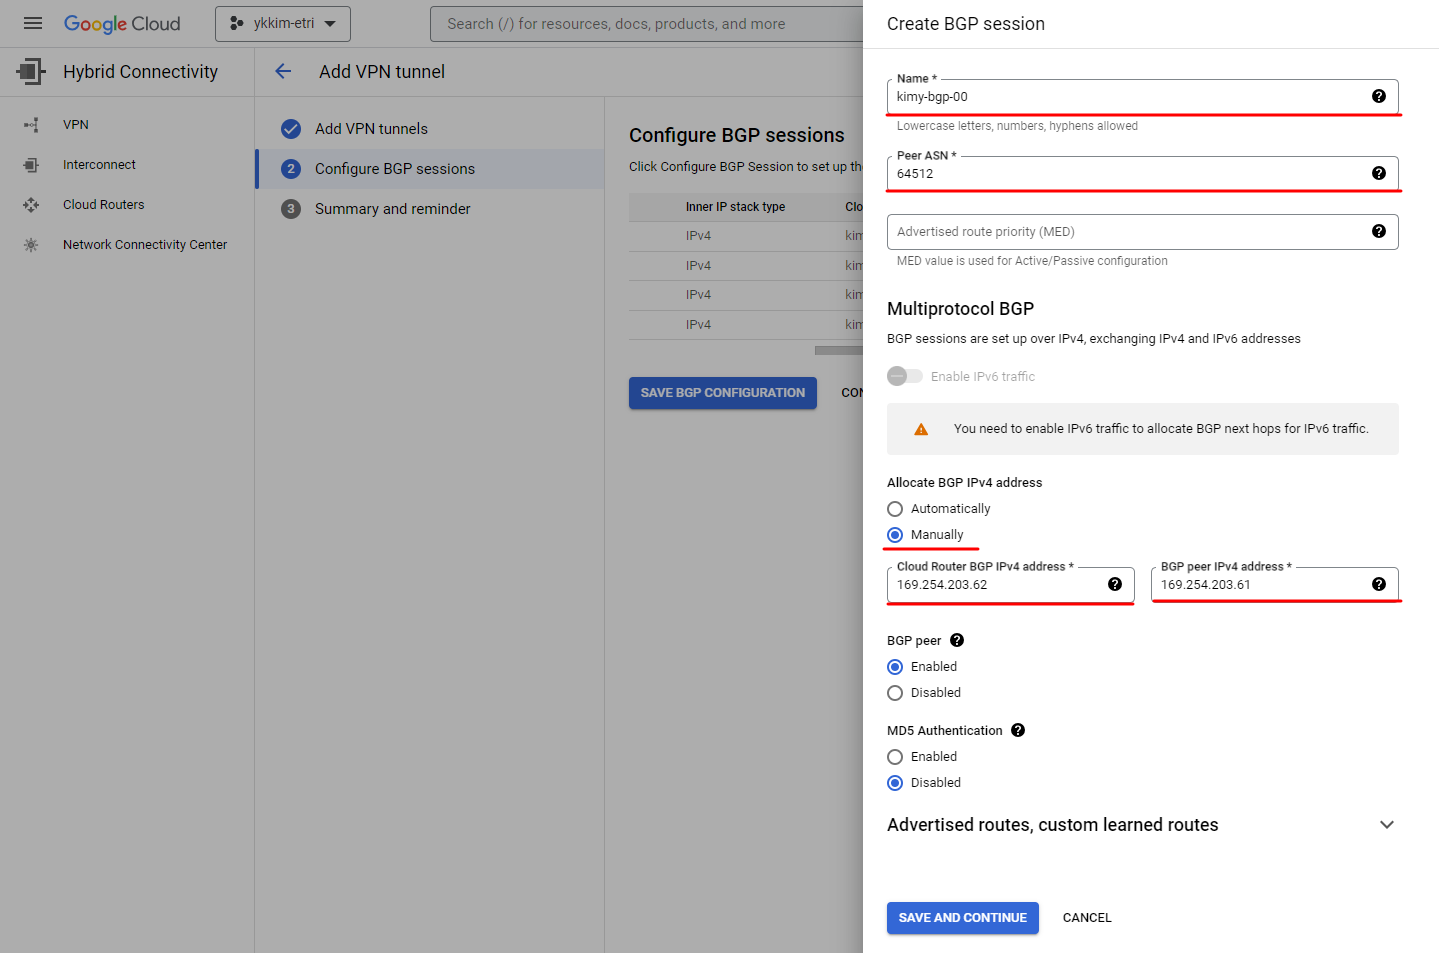 Google Cloud
ykkim-etri
Search (/) for resources, docs, products, and more
Hybrid Connectivity
VPN
Interconnect
Cloud Routers
Network Connectivity Center
Add VPN tunnel
Add VPN tunnels
2 Configure BGP sessions
3 Summary and reminder
Configure BGP sessions
Click Configure BGP Session to set up the
Inner IP stack type Clo
IPv4 kim
IPv4 kim
IPv4 kim
IPv4 kim
SAVE BGP CONFIGURATION CON
Create BGP session
Name *
kimy-bgp-00
Lowercase letters, numbers, hyphens allowed
Peer ASN *
64512
Advertised route priority (MED)
MED value is used for Active/Passive configuration
Multiprotocol BGP
BGP sessions are set up over IPv4, exchanging IPv4 and IPv6 addresses
Enable IPv6 traffic
You need to enable IPv6 traffic to allocate BGP next hops for IPv6 traffic.
Allocate BGP IPv4 address
Automatically
Manually
Cloud Router BGP IPv4 address * BGP peer IPv4 address *
169.254.203.62 169.254.203.61
BGP peer
Enabled
Disabled
MD5 Authentication
Enabled
Disabled
Advertised routes, custom learned routes
SAVE AND CONTINUE CANCEL